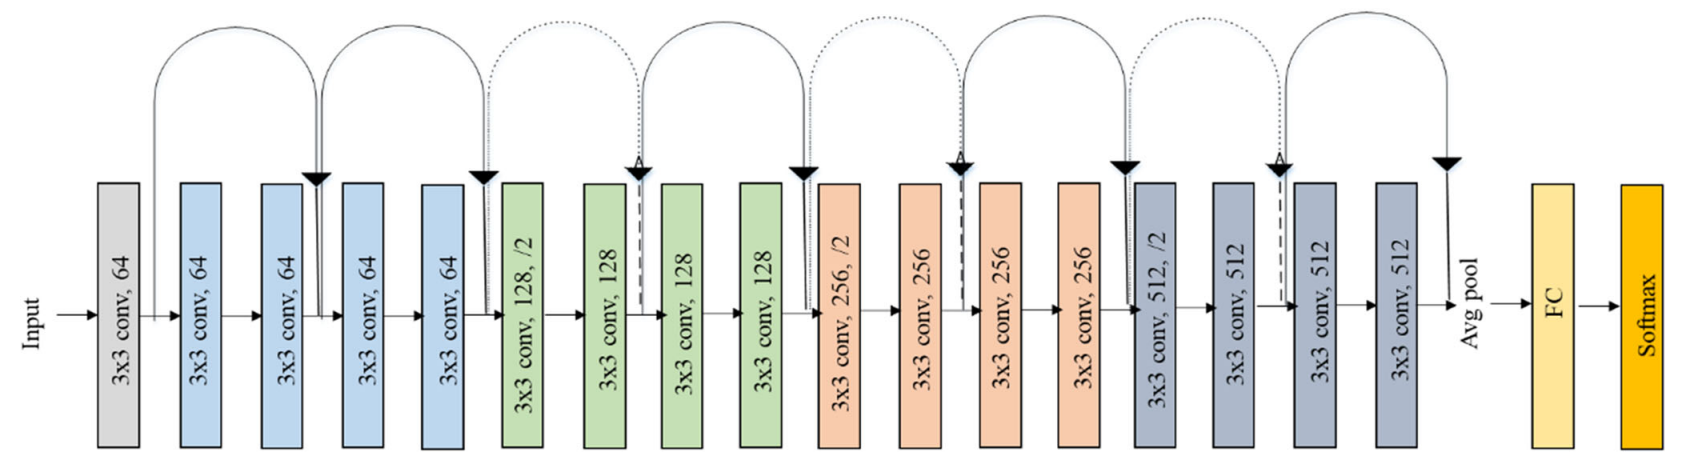 Input
3x3 conv, 64
3x3 conv, 64
3x3 conv, 64
3x3 conv, 64
3x3 conv, 64
3x3 conv, 128, /2
3x3 conv, 128
3x3 conv, 128
3x3 conv, 128
3x3 conv, 256, /2
3x3 conv, 256
3x3 conv, 256
3x3 conv, 256
3x3 conv, 512, /2
3x3 conv, 512
3x3 conv, 512
3x3 conv, 512
Avg pool
FC
Softmax